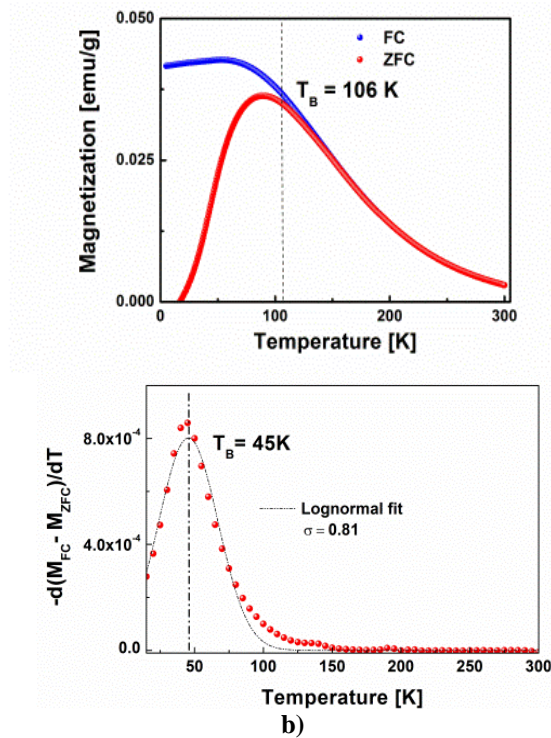 0.050
FC
ZFC
T_B = 106 K
0.025
0.000
Magnetization [emu/g]
0 100 200 300
Temperature [K]
8.0x10^-4
4.0x10^-4
0.0
-d(M_FC - M_ZFC)/dT
T_B = 45K
Lognormal fit
σ = 0.81
50 100 150 200 250 300
Temperature [K]
b)